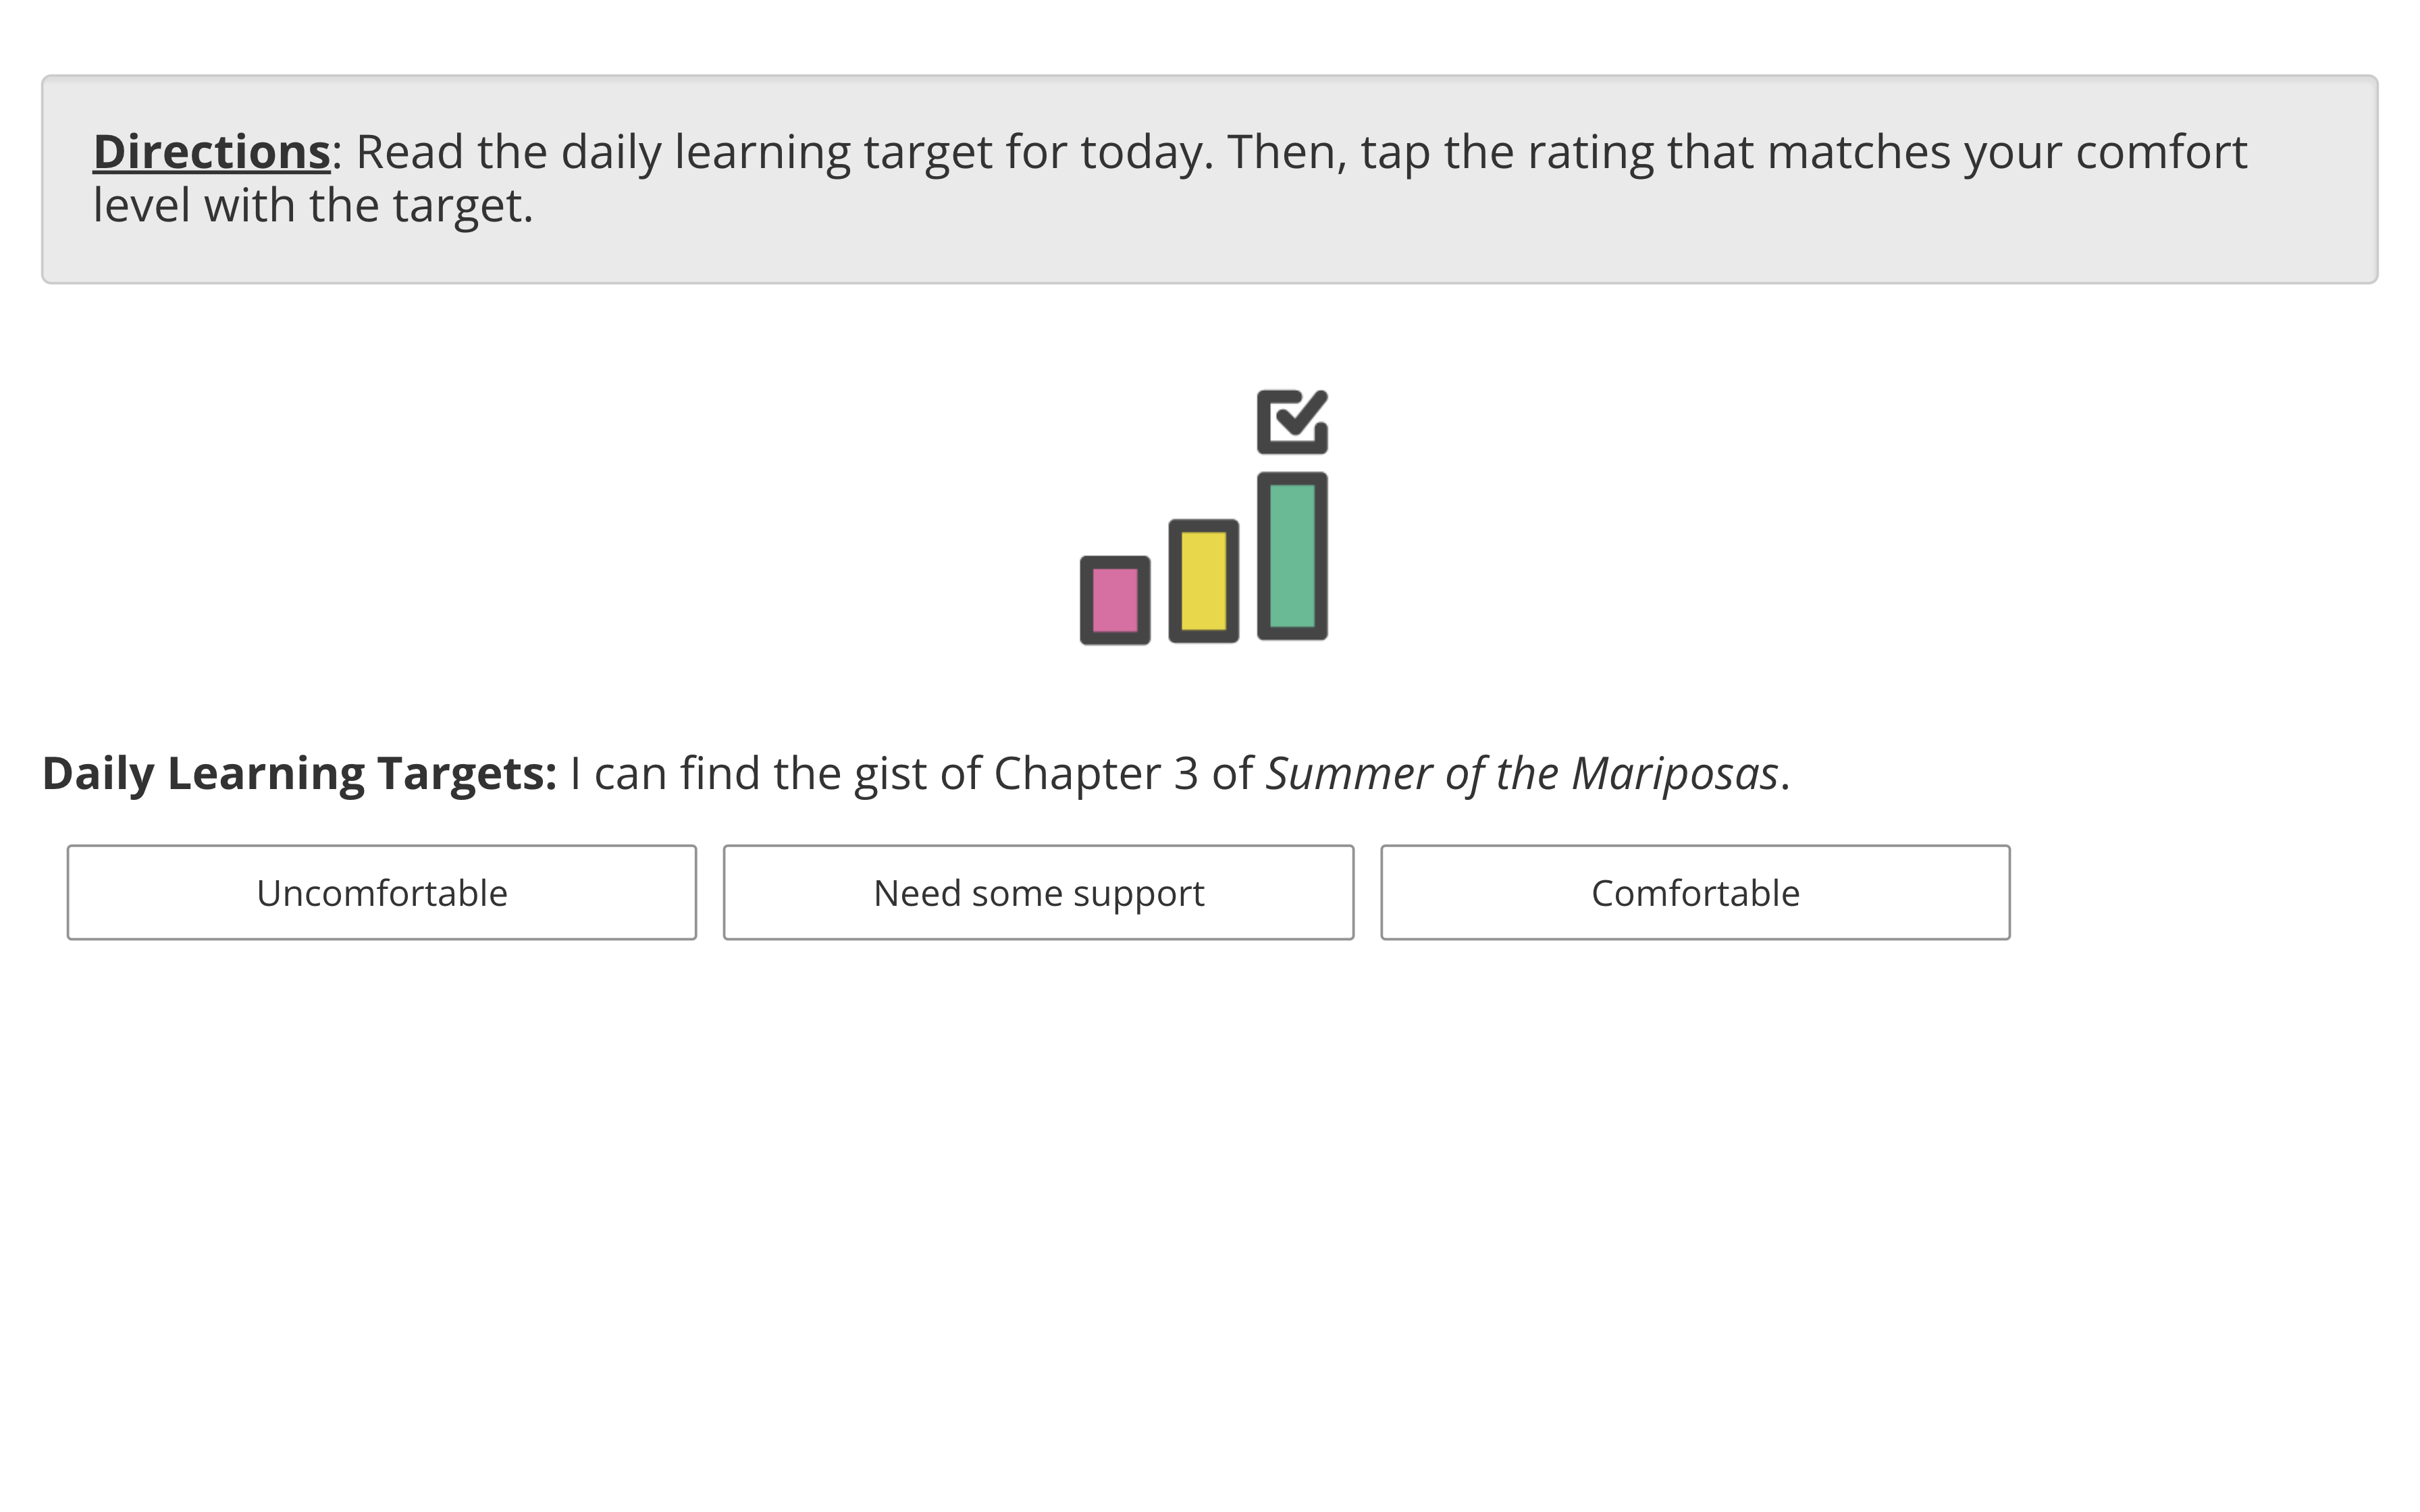 Directions: Read the daily learning target for today. Then, tap the rating that matches your comfort
level with the target.
Daily Learning Targets: I can find the gist of Chapter 3 of Summer of the Mariposas.
Uncomfortable
Need some support
Comfortable